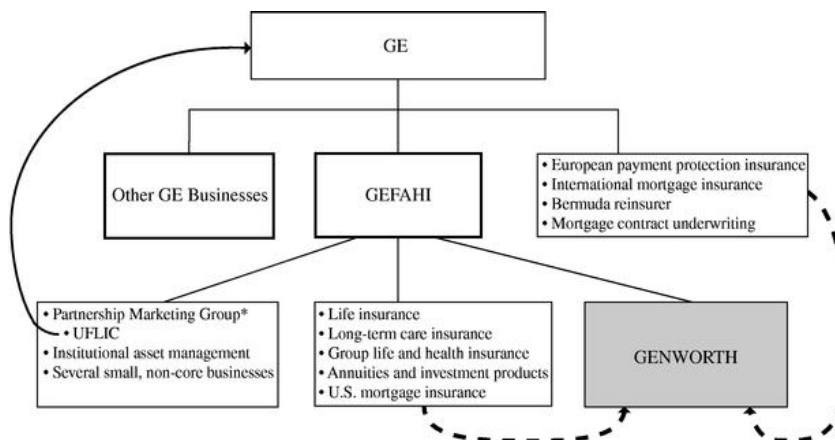 GE
Other GE Businesses
GEFAHI
• European payment protection insurance
• International mortgage insurance
• Bermuda reinsurer
• Mortgage contract underwriting
• Partnership Marketing Group*
• UFLIC
• Institutional asset management
• Several small, non-core businesses
• Life insurance
• Long-term care insurance
• Group life and health insurance
• Annuities and investment products
• U.S. mortgage insurance
GENWORTH